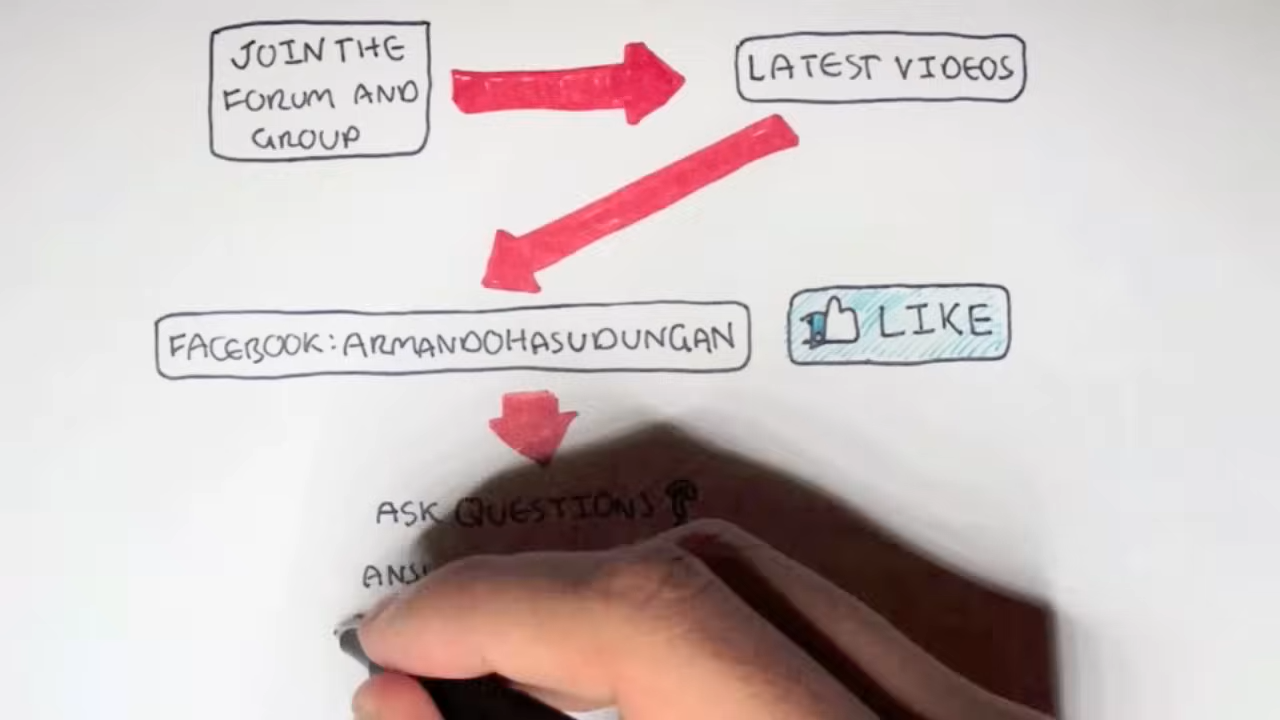 JOIN THE
FORUM AND
GROUP
LATEST VIDEOS
FACEBOOK:ARMANDOHASUDUNGAN
LIKE
ASK QUESTIONS ?